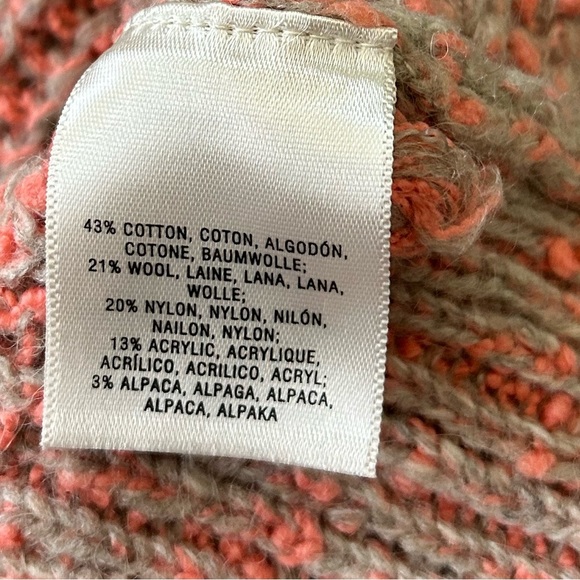 43% COTTON, COTON, ALGODÓN,
COTONE, BAUMWOLLE;
21% WOOL, LAINE, LANA, LANA,
WOLLE;
20% NYLON, NYLON, NILÓN,
NAILON, NYLON;
13% ACRYLIC, ACRYLIQUE,
ACRÍLICO, ACRILICO, ACRYL;
3% ALPACA, ALPAGA, ALPACA,
ALPACA, ALPAKA